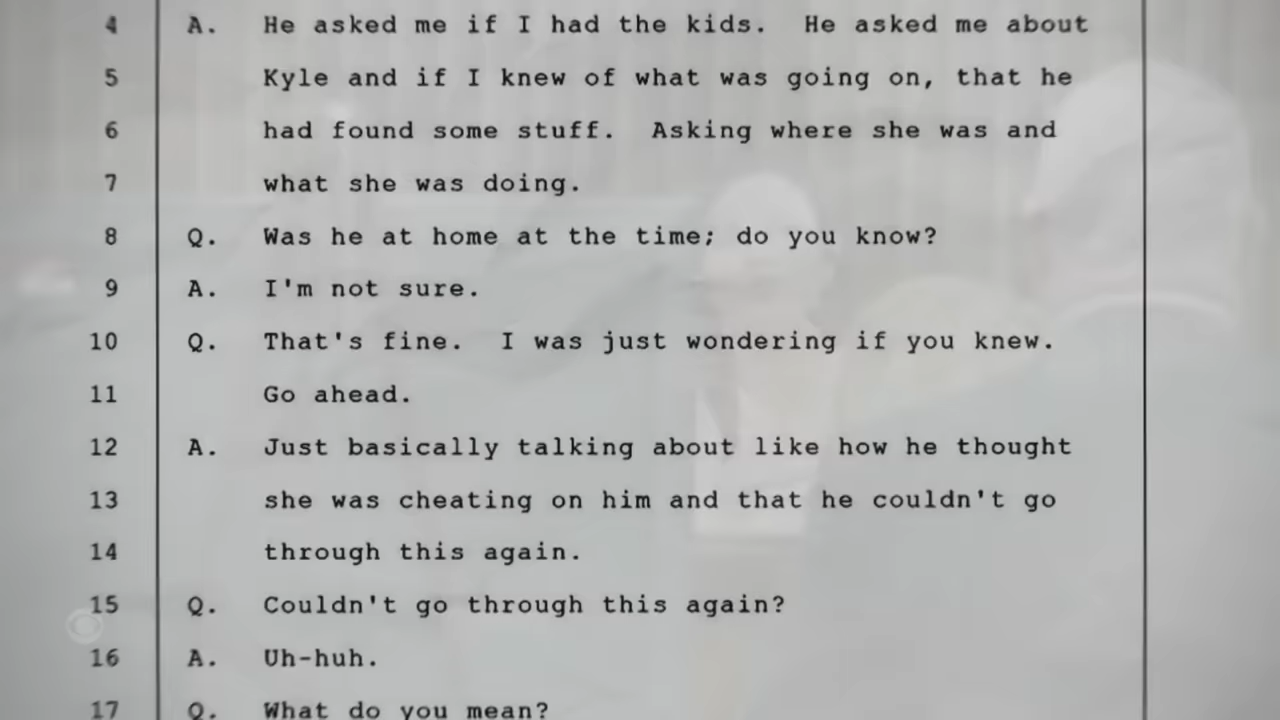 4 A. He asked me if I had the kids. He asked me about
5 Kyle and if I knew of what was going on, that he
6 had found some stuff. Asking where she was and
7 what she was doing.
8 Q. Was he at home at the time; do you know?
9 A. I'm not sure.
10 Q. That's fine. I was just wondering if you knew.
11 Go ahead.
12 A. Just basically talking about like how he thought
13 she was cheating on him and that he couldn't go
14 through this again.
15 Q. Couldn't go through this again?
16 A. Uh-huh.
17 Q. What do you mean?